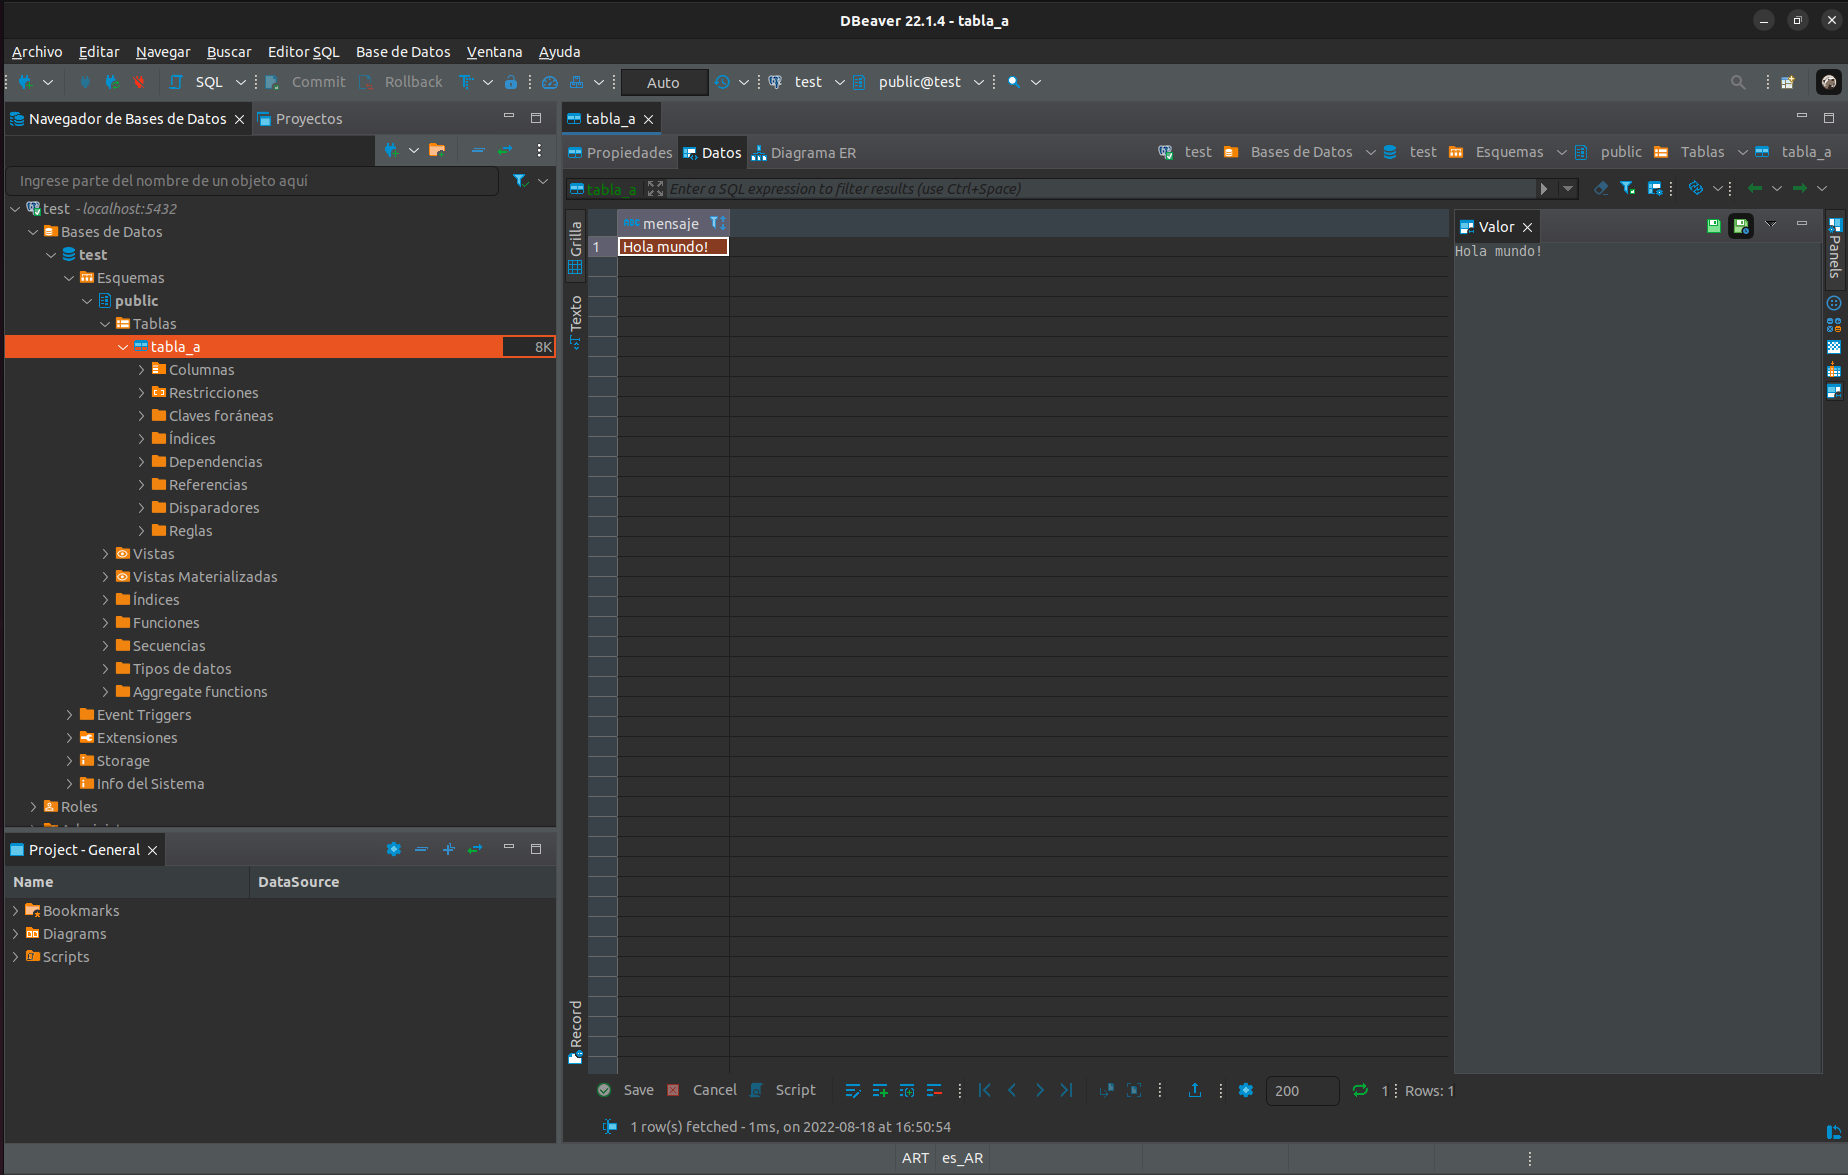 DBeaver 22.1.4 - tabla_a
Archivo Editar Navegar Buscar Editor SQL Base de Datos Ventana Ayuda
SQL Commit Rollback Auto test public@test
Navegador de Bases de Datos Proyectos
Ingrese parte del nombre de un objeto aquí
test - localhost:5432
Bases de Datos
test
Esquemas
public
Tablas
tabla_a 8K
Columnas
Restricciones
Claves foráneas
Índices
Dependencias
Referencias
Disparadores
Reglas
Vistas
Vistas Materializadas
Índices
Funciones
Secuencias
Tipos de datos
Aggregate functions
Event Triggers
Extensiones
Storage
Info del Sistema
Roles
Project - General
Name DataSource
Bookmarks
Diagrams
Scripts
tabla_a
Propiedades Datos Diagrama ER test Bases de Datos test Esquemas public Tablas tabla_a
tabla_a Enter a SQL expression to filter results (use Ctrl+Space)
Grilla
Texto
Record
mensaje
1 Hola mundo!
Valor
Hola mundo!
Panels
Save Cancel Script 200 1 Rows: 1
1 row(s) fetched - 1ms, on 2022-08-18 at 16:50:54
ART es_AR